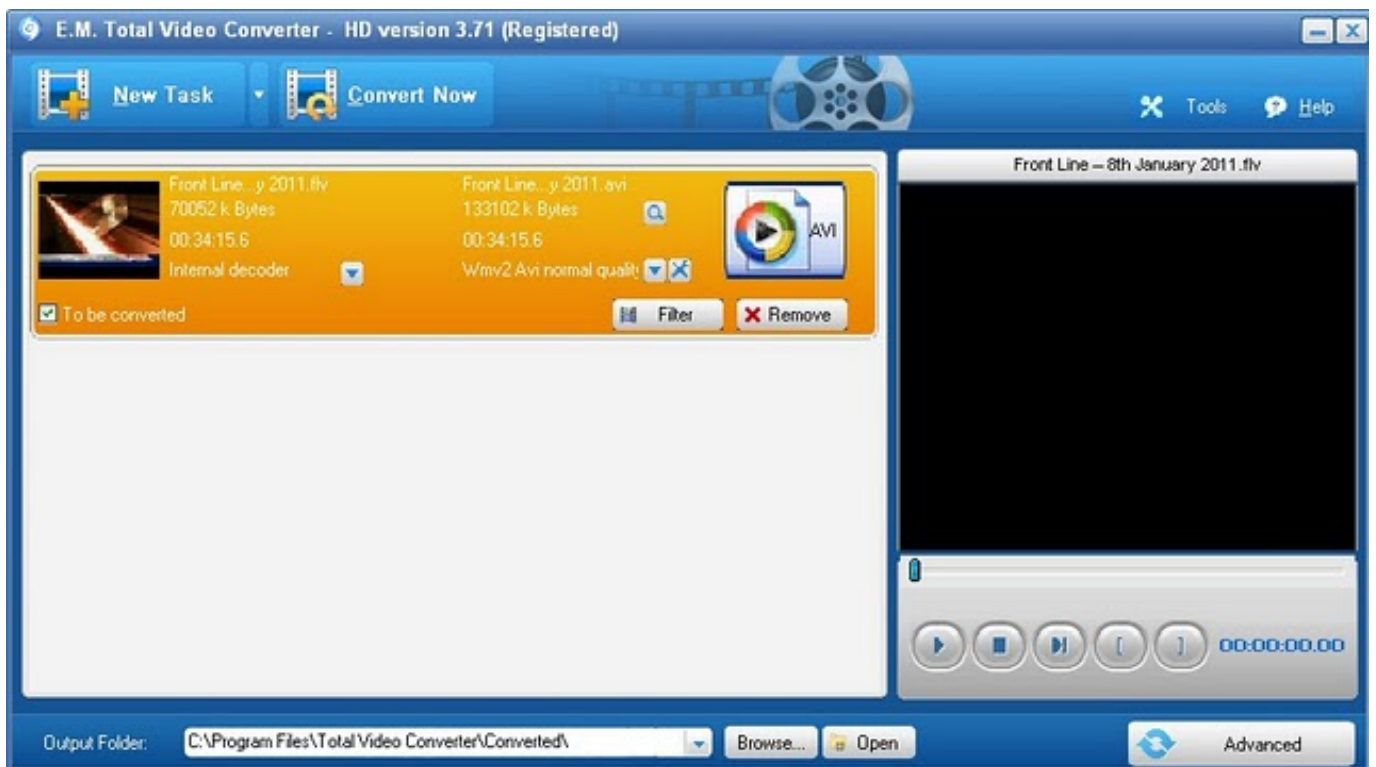 E.M. Total Video Converter - HD version 3.71 (Registered)
New Task
Convert Now
Tools
Help
Front Line...y 2011.flv
70052 k Bytes
00:34:15.6
Internal decoder
Front Line...y 2011.avi
133102 k Bytes
00:34:15.6
Wmv2 Avi normal quality
AVI
To be converted
Filter
Remove
Front Line – 8th January 2011.flv
[
]
00:00:00.00
Output Folder:
C:\Program Files\Total Video Converter\Converted\
Browse...
Open
Advanced